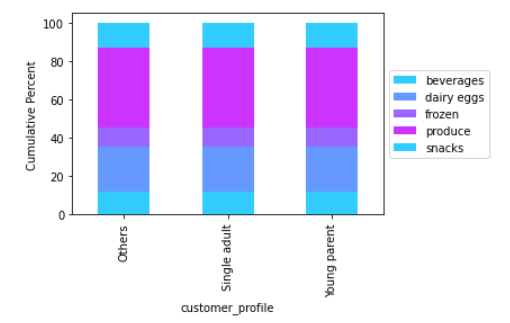 100
80
60
40
20
0
Cumulative Percent
Others
Single adult
Young parent
customer_profile
beverages
dairy eggs
frozen
produce
snacks